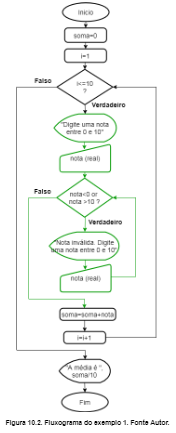 Início
soma=0
i=1
i<=10
?
Falso
Verdadeiro
"Digite uma nota
entre 0 e 10"
nota (real)
Falso
nota<0 or
nota >10 ?
Verdadeiro
"Nota inválida. Digite
uma nota entre 0 e 10"
nota (real)
soma=soma+nota
i=i+1
"A média é ",
soma/10
Fim
Figura 10.2. Fluxograma do exemplo 1. Fonte Autor.